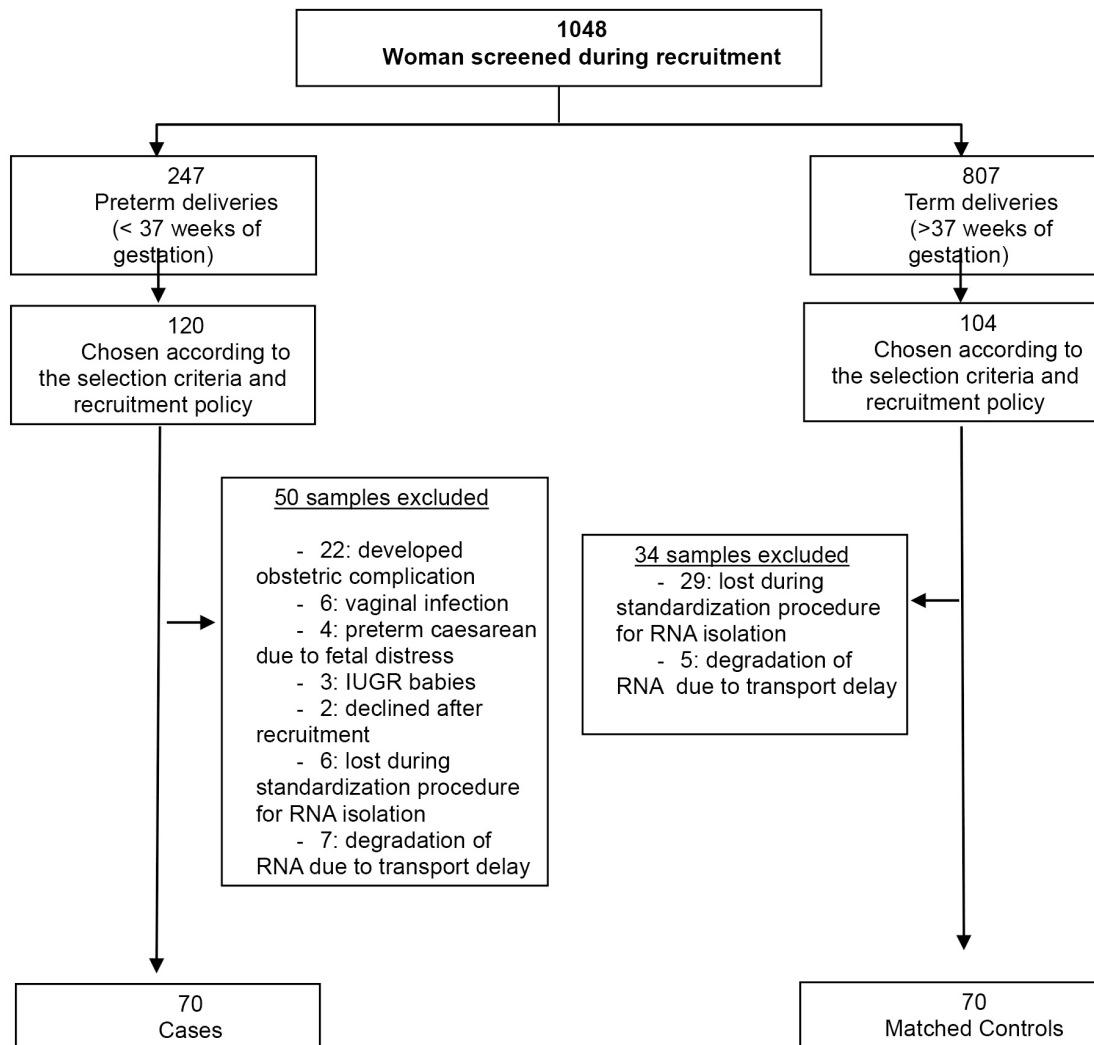 1048
Woman screened during recruitment
247
Preterm deliveries
(< 37 weeks of
gestation)
807
Term deliveries
(>37 weeks of
gestation)
120
Chosen according to
the selection criteria and
recruitment policy
104
Chosen according to
the selection criteria and
recruitment policy
50 samples excluded
- 22: developed
obstetric complication
- 6: vaginal infection
- 4: preterm caesarean
due to fetal distress
- 3: IUGR babies
- 2: declined after
recruitment
- 6: lost during
standardization procedure
for RNA isolation
- 7: degradation of
RNA due to transport delay
34 samples excluded
- 29: lost during
standardization procedure
for RNA isolation
- 5: degradation of
RNA due to transport delay
70
Cases
70
Matched Controls